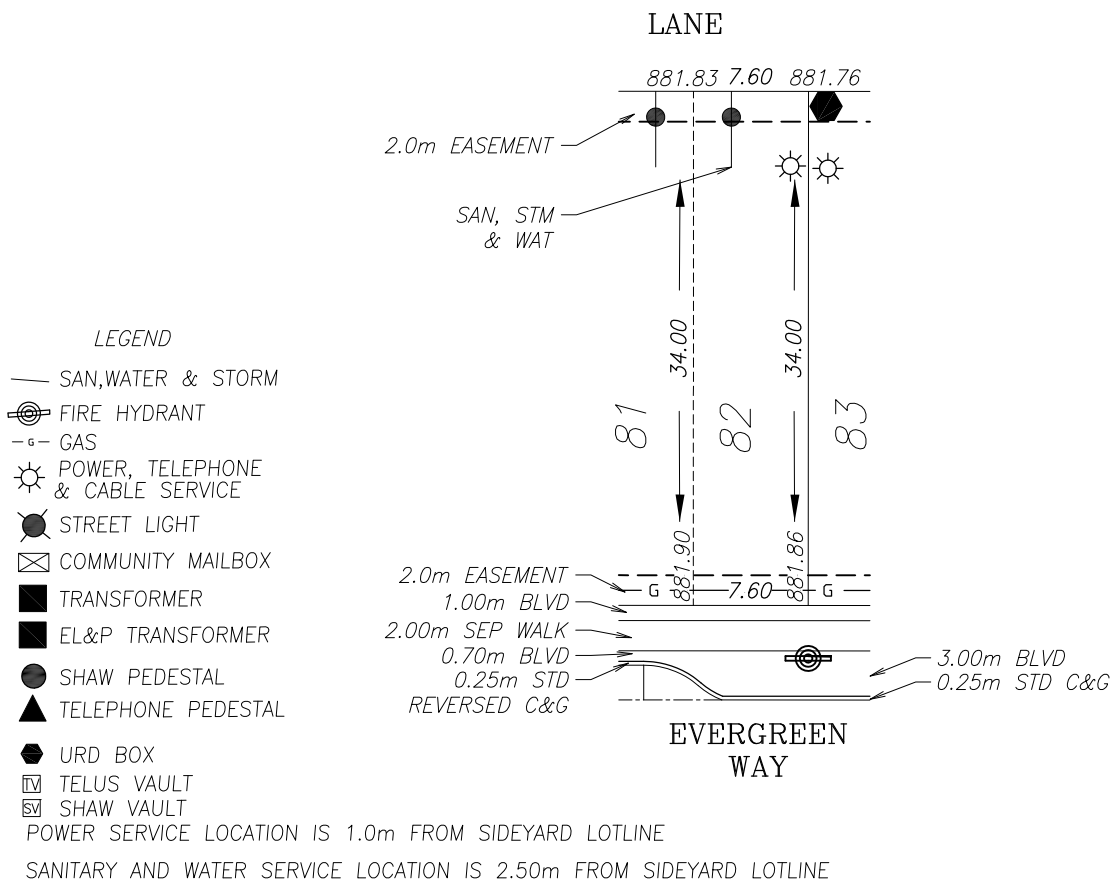 LANE
881.83 7.60 881.76
2.0m EASEMENT
SAN, STM
& WAT
34.00
34.00
81
82
83
881.90
881.86
2.0m EASEMENT
G
7.60
G
1.00m BLVD
2.00m SEP WALK
0.70m BLVD
0.25m STD
REVERSED C&G
3.00m BLVD
0.25m STD C&G
EVERGREEN
WAY
LEGEND
SAN,WATER & STORM
FIRE HYDRANT
G GAS
POWER, TELEPHONE
& CABLE SERVICE
STREET LIGHT
COMMUNITY MAILBOX
TRANSFORMER
EL&P TRANSFORMER
SHAW PEDESTAL
TELEPHONE PEDESTAL
URD BOX
TV TELUS VAULT
SV SHAW VAULT
POWER SERVICE LOCATION IS 1.0m FROM SIDEYARD LOTLINE
SANITARY AND WATER SERVICE LOCATION IS 2.50m FROM SIDEYARD LOTLINE